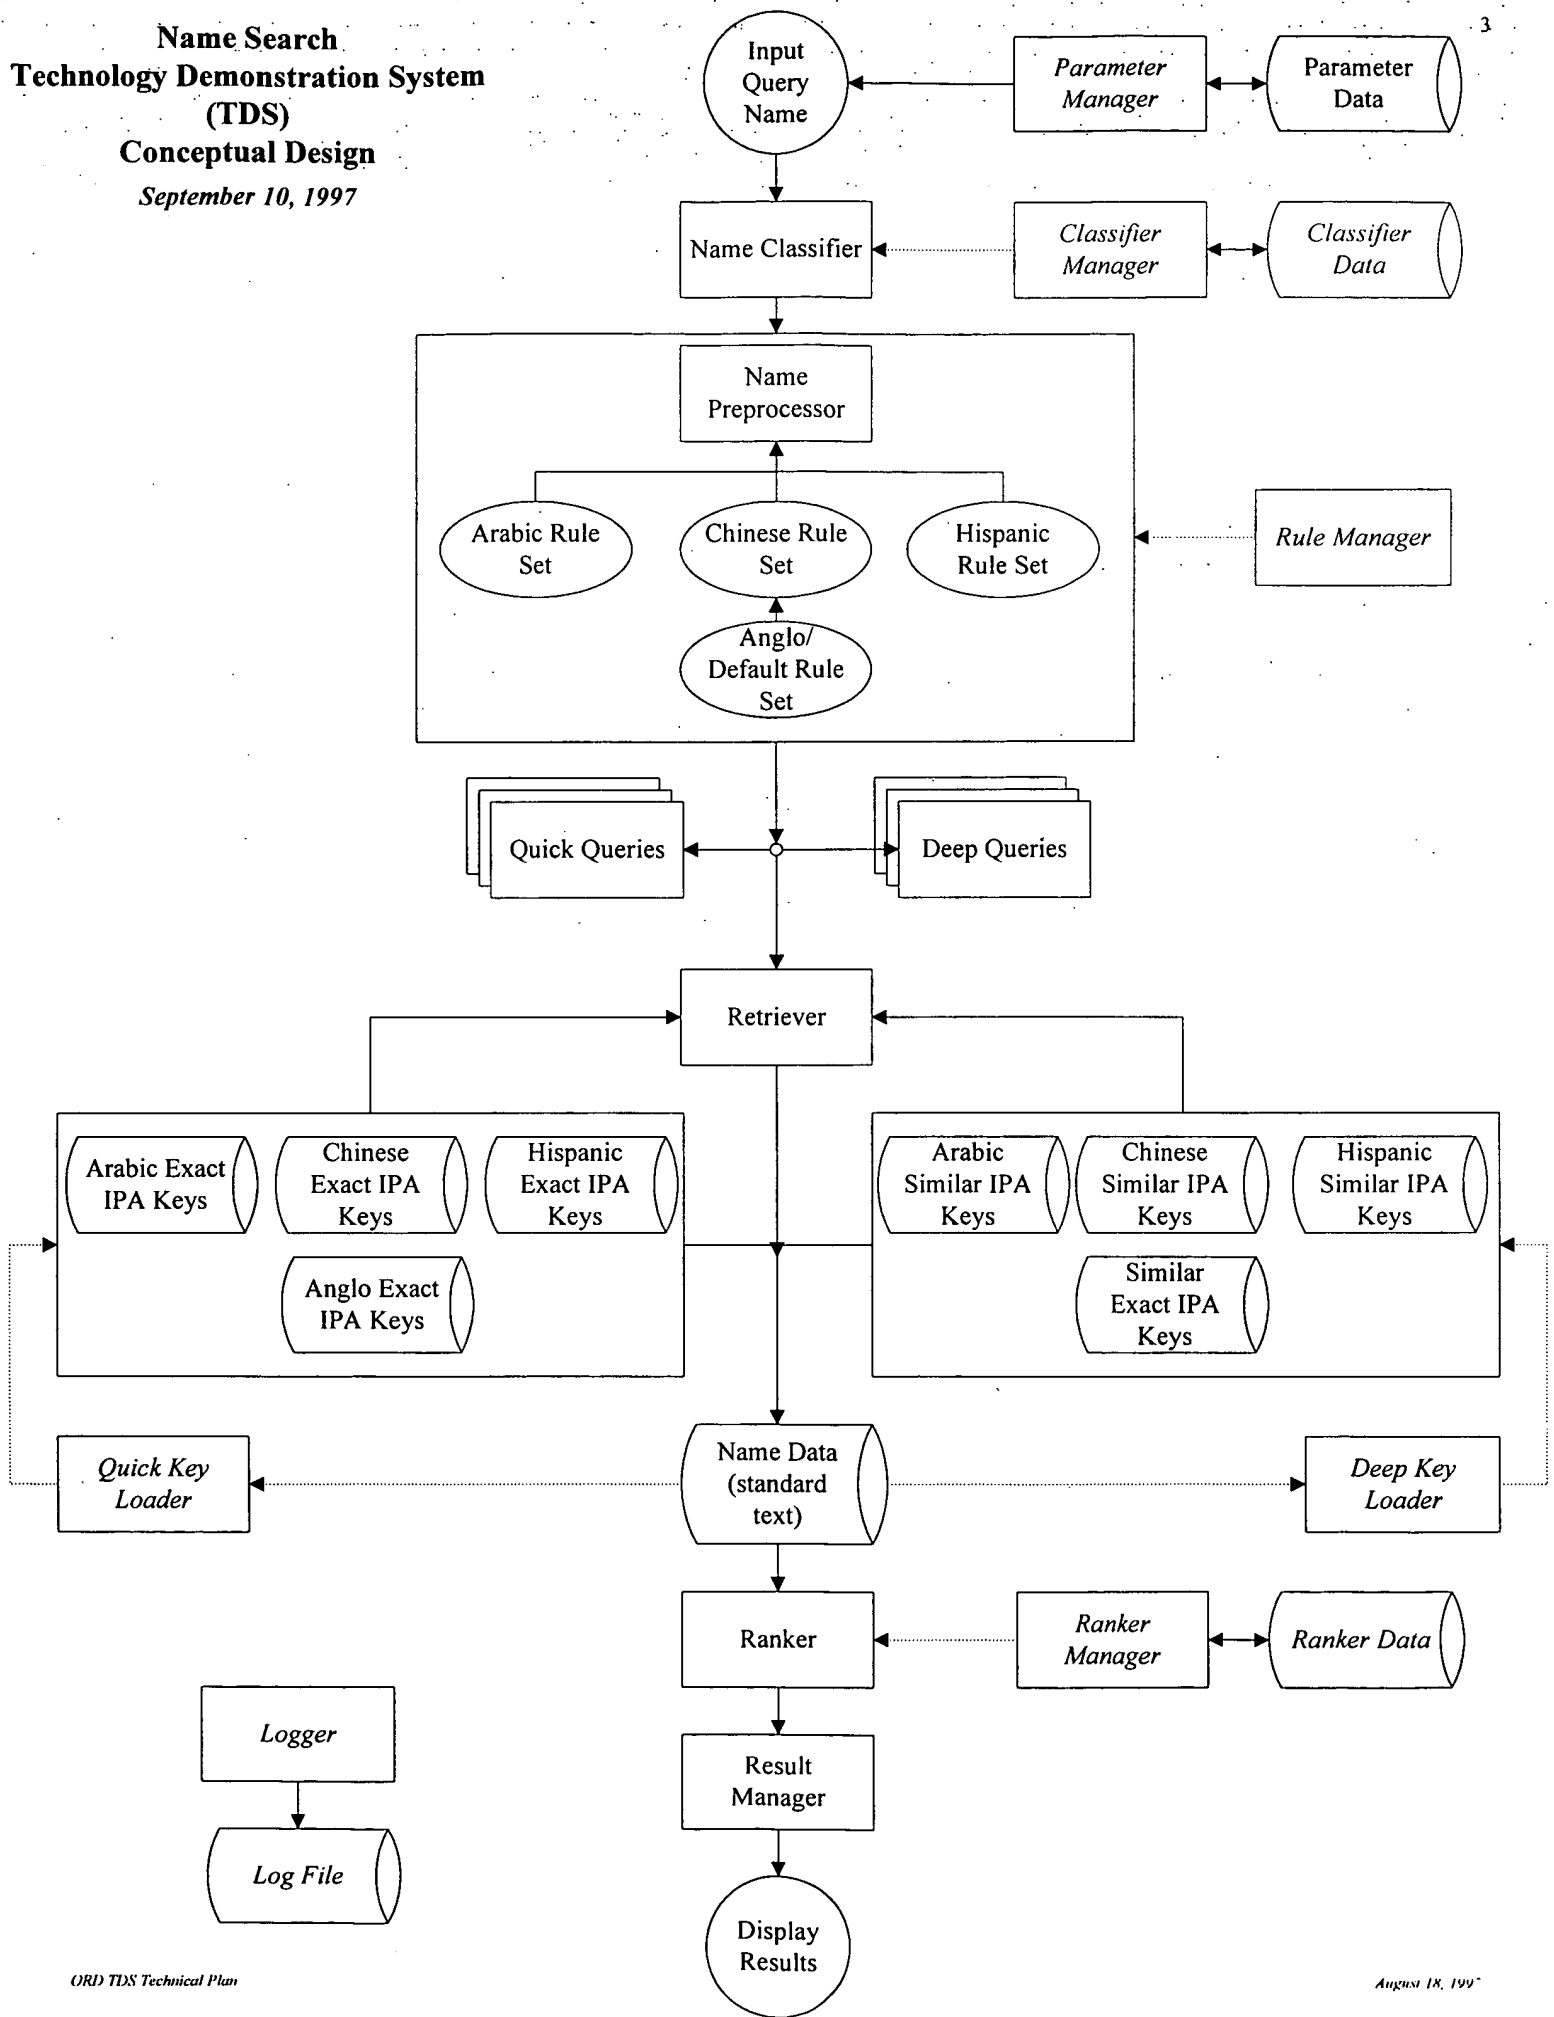 Name Search
Technology Demonstration System
(TDS)
Conceptual Design
September 10, 1997
3
Input
Query
Name
Parameter
Manager
Parameter
Data
Name Classifier
Classifier
Manager
Classifier
Data
Name
Preprocessor
Arabic Rule
Set
Chinese Rule
Set
Hispanic
Rule Set
Rule Manager
Anglo/
Default Rule
Set
Quick Queries
Deep Queries
Retriever
Arabic Exact
IPA Keys
Chinese
Exact IPA
Keys
Hispanic
Exact IPA
Keys
Anglo Exact
IPA Keys
Arabic
Similar IPA
Keys
Chinese
Similar IPA
Keys
Hispanic
Similar IPA
Keys
Similar
Exact IPA
Keys
Quick Key
Loader
Name Data
(standard
text)
Deep Key
Loader
Ranker
Ranker
Manager
Ranker Data
Logger
Result
Manager
Log File
Display
Results
ORD TDS Technical Plan
August 18, 199